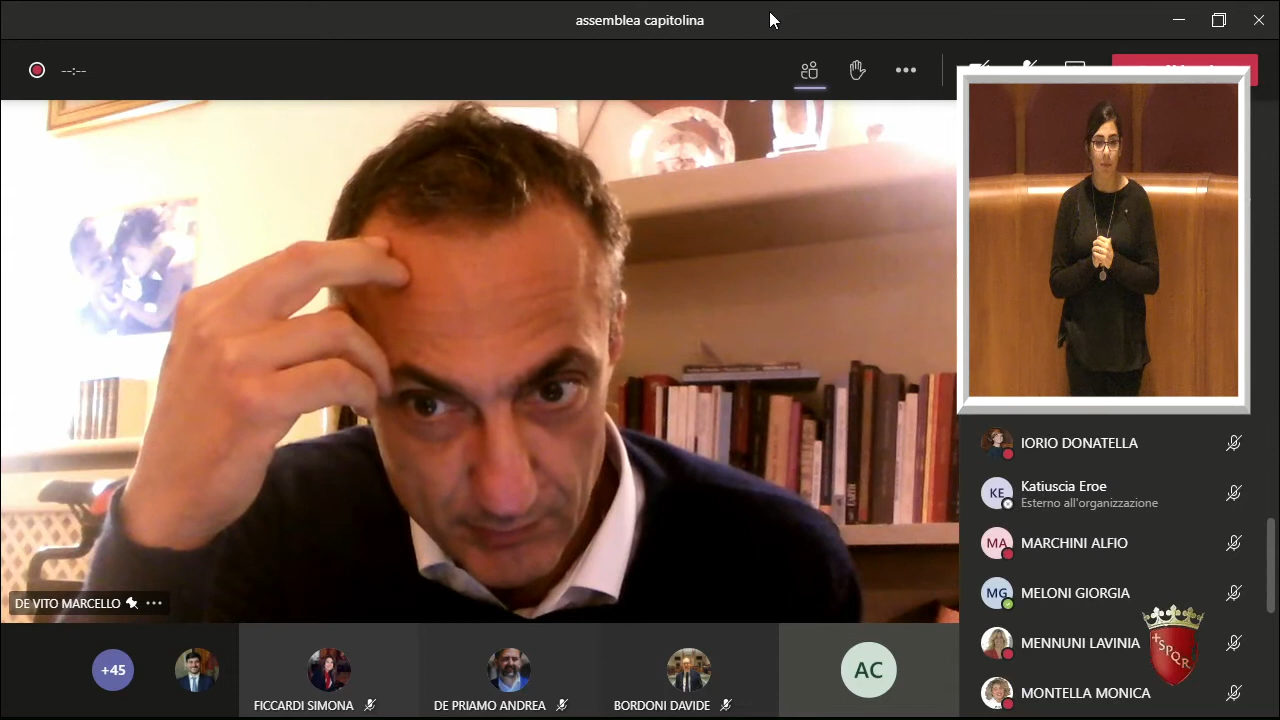 assemblea capitolina
--:--
IORIO DONATELLA
KE
Katiuscia Eroe
Esterno all'organizzazione
MA
MARCHINI ALFIO
MG
MELONI GIORGIA
MENNUNI LAVINIA
SPQR
MONTELLA MONICA
DE VITO MARCELLO
+45
FICCARDI SIMONA
DE PRIAMO ANDREA
BORDONI DAVIDE
AC